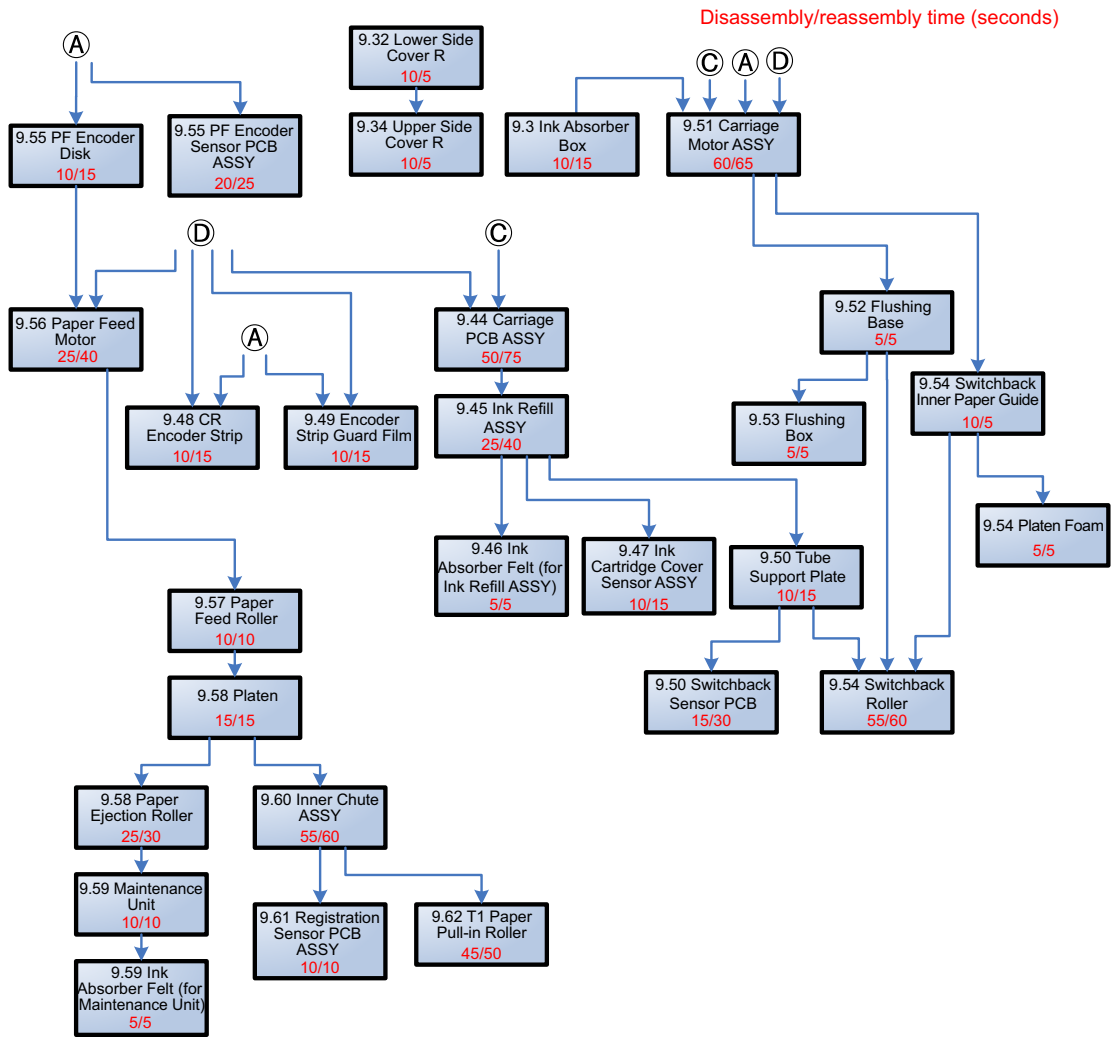 Disassembly/reassembly time (seconds)
A
9.32 Lower Side
Cover R
10/5
C A D
9.55 PF Encoder
Disk
10/15
9.55 PF Encoder
Sensor PCB
ASSY
20/25
9.34 Upper Side
Cover R
10/5
9.3 Ink Absorber
Box
10/15
9.51 Carriage
Motor ASSY
60/65
D
C
9.56 Paper Feed
Motor
25/40
A
9.44 Carriage
PCB ASSY
50/75
9.52 Flushing
Base
5/5
9.48 CR
Encoder Strip
10/15
9.49 Encoder
Strip Guard Film
10/15
9.45 Ink Refill
ASSY
25/40
9.53 Flushing
Box
5/5
9.54 Switchback
Inner Paper Guide
10/5
9.54 Platen Foam
5/5
9.46 Ink
Absorber Felt (for
Ink Refill ASSY)
5/5
9.47 Ink
Cartridge Cover
Sensor ASSY
10/15
9.50 Tube
Support Plate
10/15
9.57 Paper
Feed Roller
10/10
9.58 Platen
15/15
9.50 Switchback
Sensor PCB
15/30
9.54 Switchback
Roller
55/60
9.58 Paper
Ejection Roller
25/30
9.60 Inner Chute
ASSY
55/60
9.59 Maintenance
Unit
10/10
9.61 Registration
Sensor PCB
ASSY
10/10
9.62 T1 Paper
Pull-in Roller
45/50
9.59 Ink
Absorber Felt (for
Maintenance Unit)
5/5